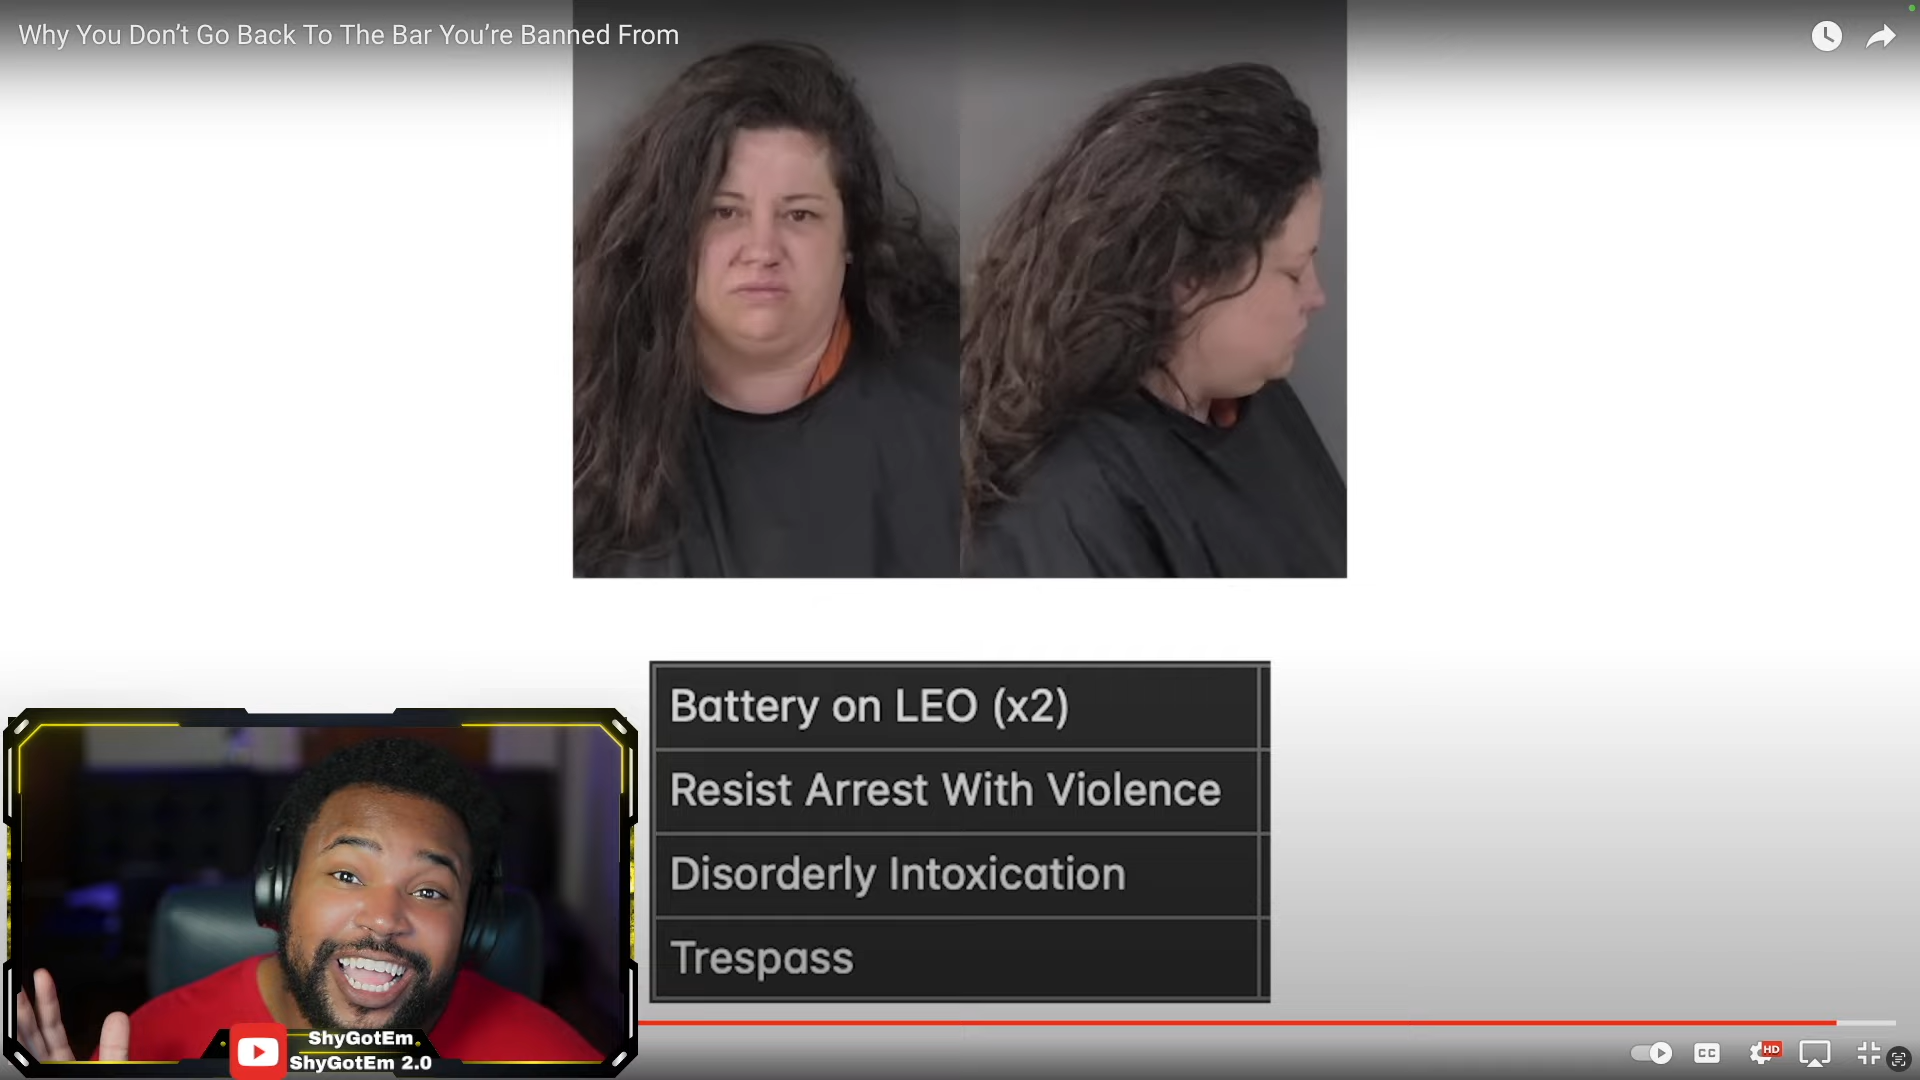 Why You Don’t Go Back To The Bar You’re Banned From
Battery on LEO (x2)
Resist Arrest With Violence
Disorderly Intoxication
Trespass
ShyGotEm
ShyGotEm 2.0
CC
HD